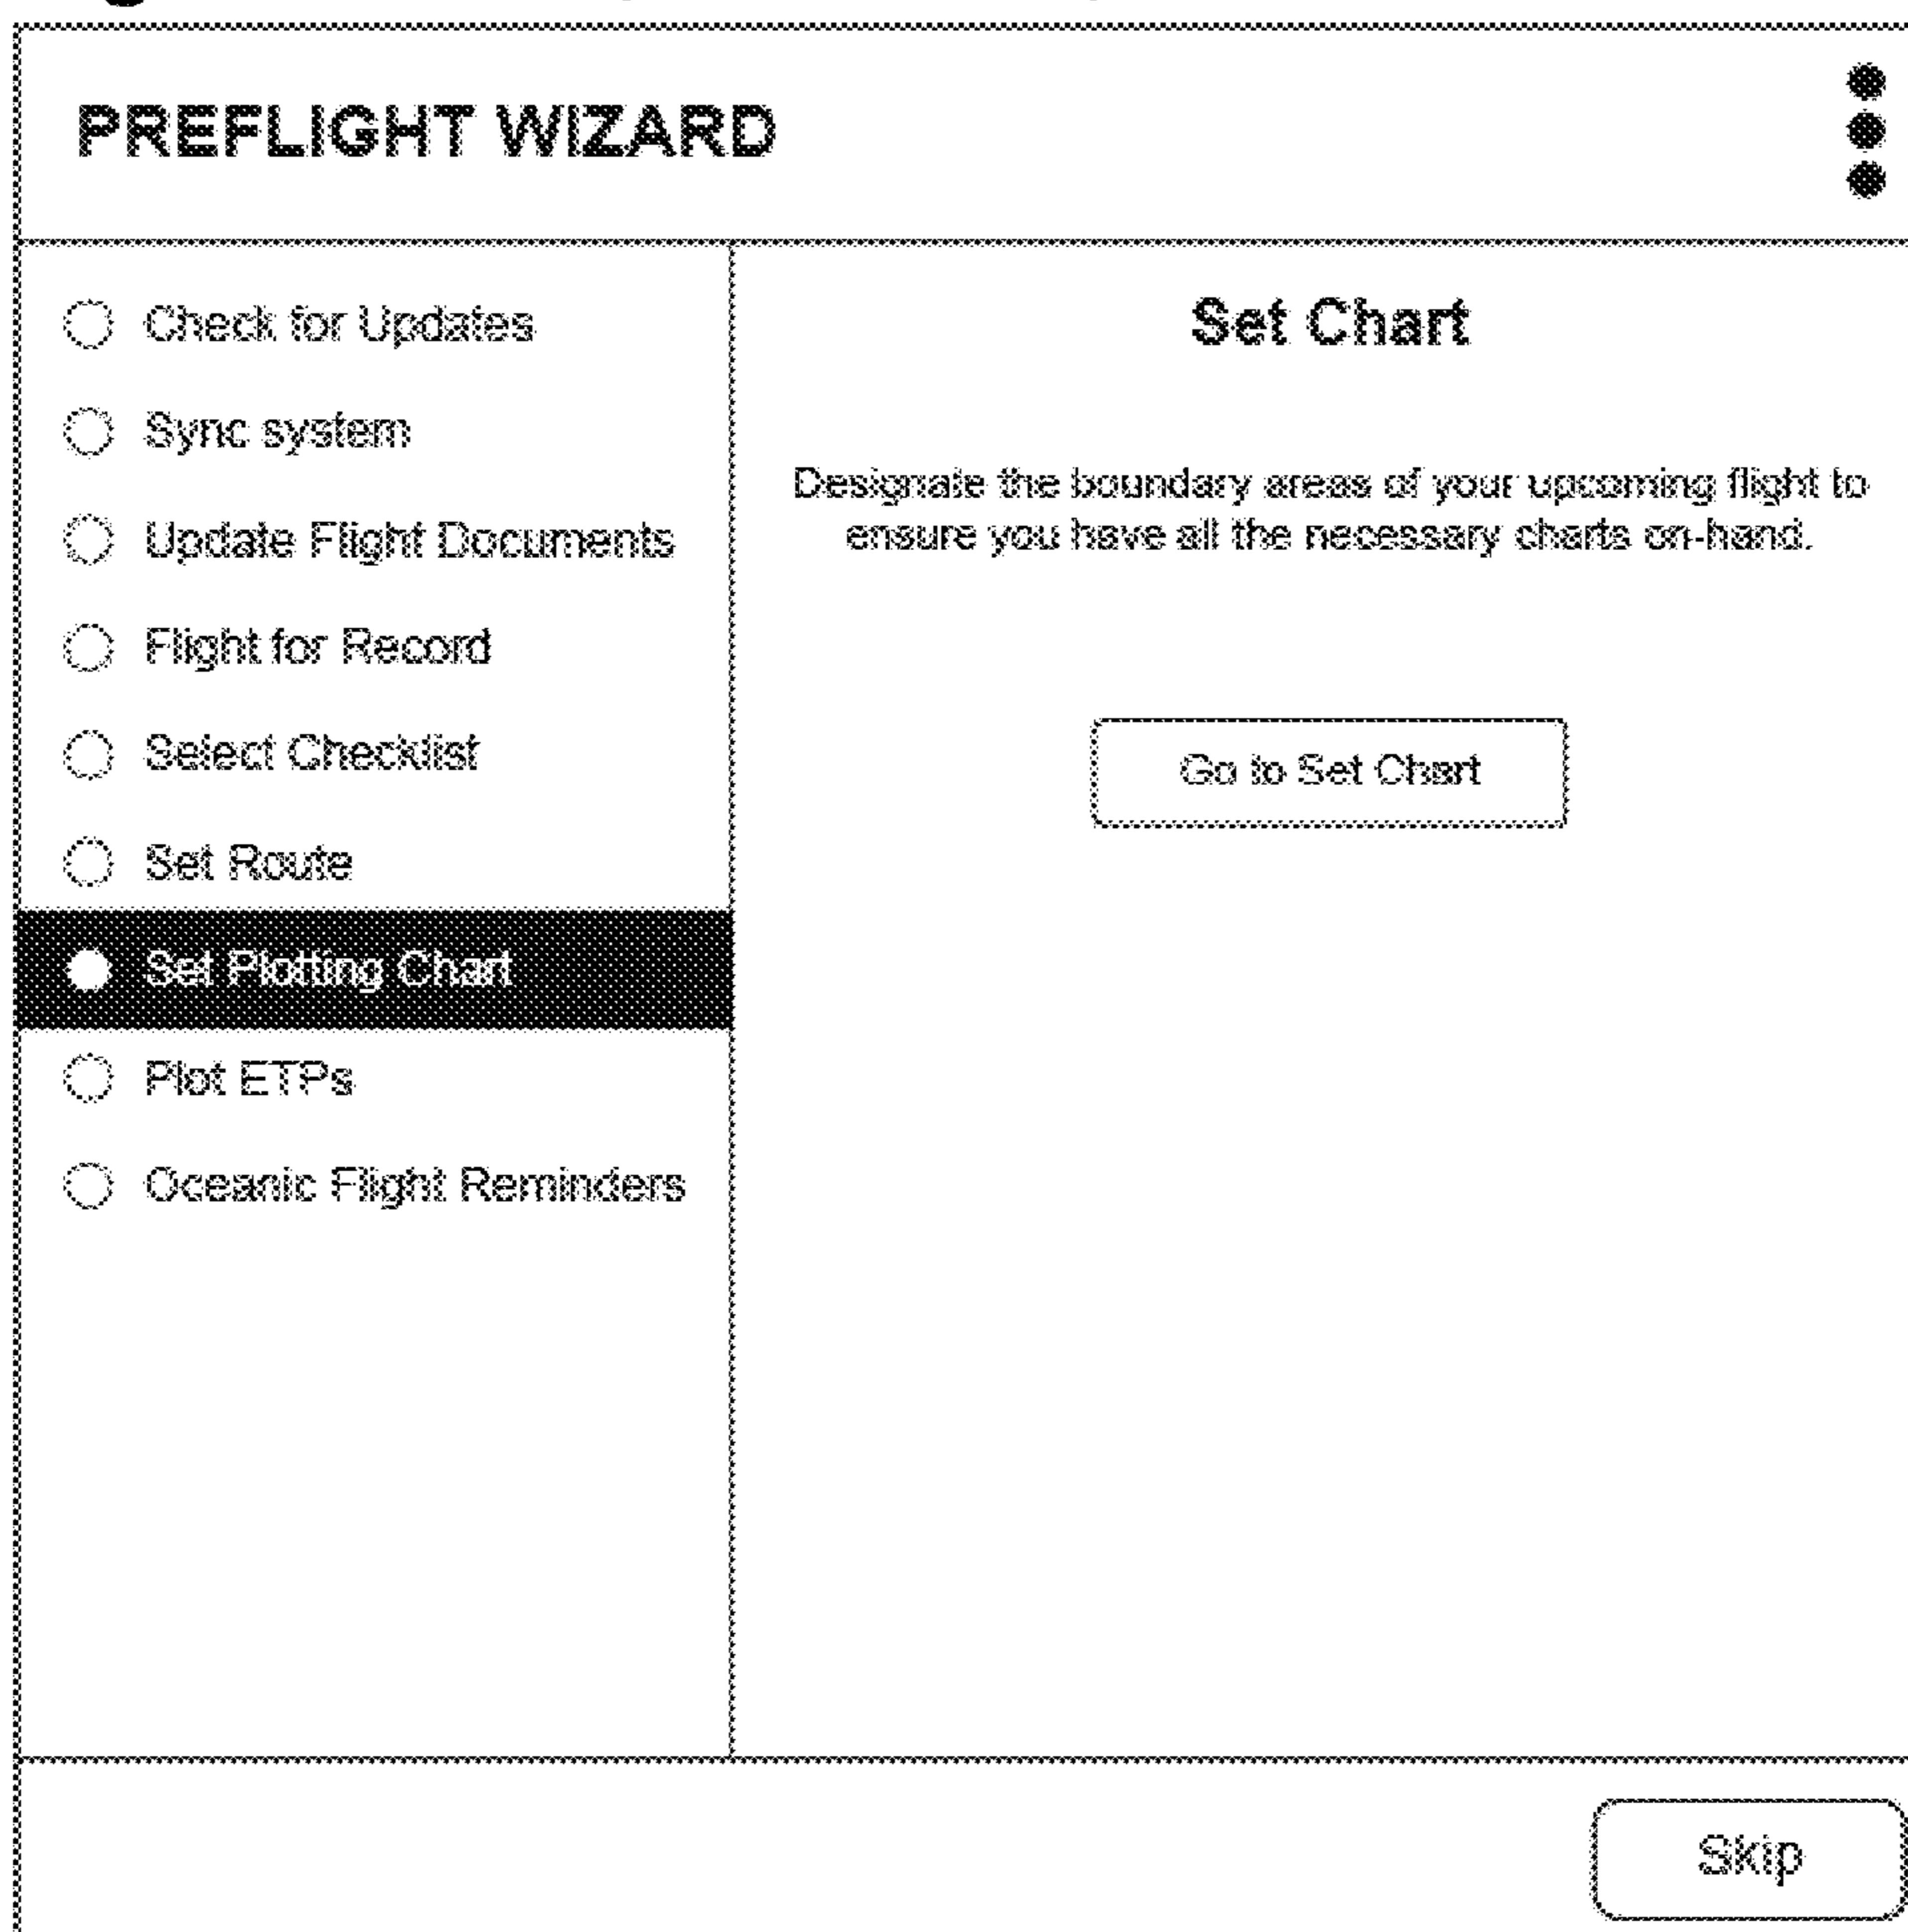 PREFLIGHT WIZARD
Check for Updates
Sync system
Update Flight Documents
Flight for Record
Select Checklist
Set Route
Set Plotting Chart
Plot ETPs
Oceanic Flight Reminders
Set Chart
Designate the boundary areas of your upcoming flight to
ensure you have all the necessary charts on-hand.
Go to Set Chart
Skip